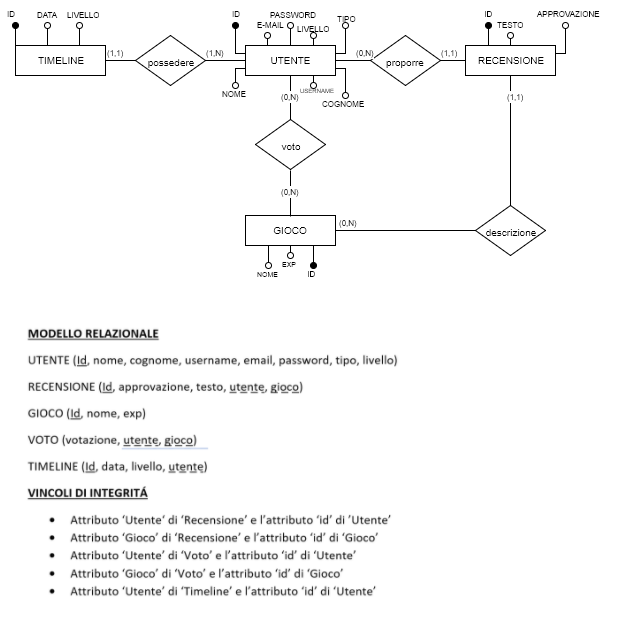 ID DATA LIVELLO
ID PASSWORD TIPO
E-MAIL LIVELLO
ID TESTO APPROVAZIONE
TIMELINE (1,1) possedere (1,N) UTENTE (0,N) proporre (1,1) RECENSIONE
NOME (0,N) USERNAME COGNOME (1,1)
voto
(0,N)
GIOCO (0,N) descrizione
NOME EXP ID
MODELLO RELAZIONALE
UTENTE (Id, nome, cognome, username, email, password, tipo, livello)
RECENSIONE (Id, approvazione, testo, utente, gioco)
GIOCO (Id, nome, exp)
VOTO (votazione, utente, gioco)
TIMELINE (Id, data, livello, utente)
VINCOLI DI INTEGRITÁ
• Attributo ‘Utente’ di ‘Recensione’ e l’attributo ‘id’ di ‘Utente’
• Attributo ‘Gioco’ di ‘Recensione’ e l’attributo ‘id’ di ‘Gioco’
• Attributo ‘Utente’ di ‘Voto’ e l’attributo ‘id’ di ‘Utente’
• Attributo ‘Gioco’ di ‘Voto’ e l’attributo ‘id’ di ‘Gioco’
• Attributo ‘Utente’ di ‘Timeline’ e l’attributo ‘id’ di ‘Utente’